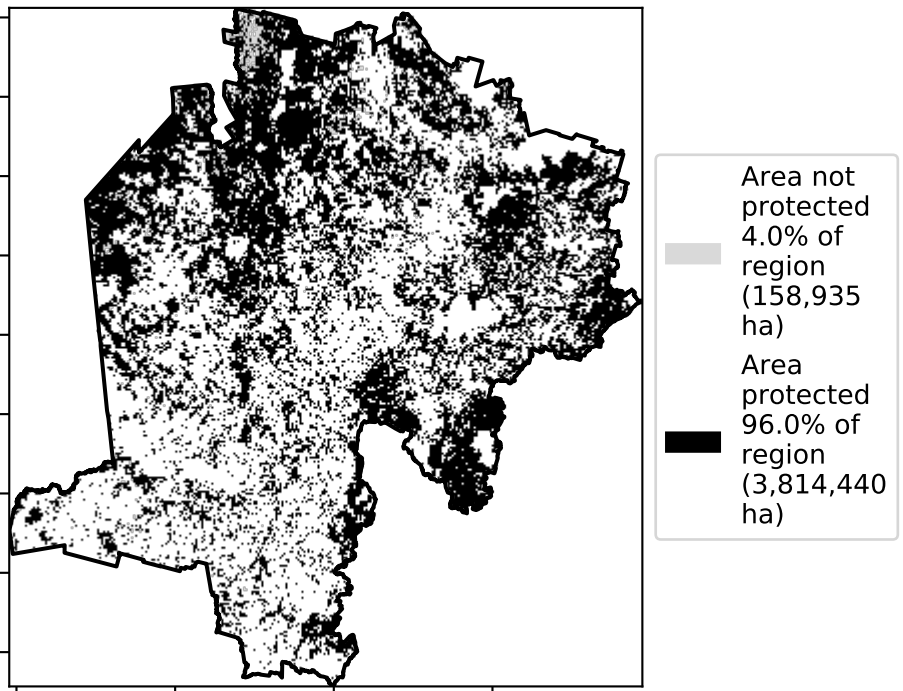 Area not
protected
4.0% of
region
(158,935
ha)
Area
protected
96.0% of
region
(3,814,440
ha)